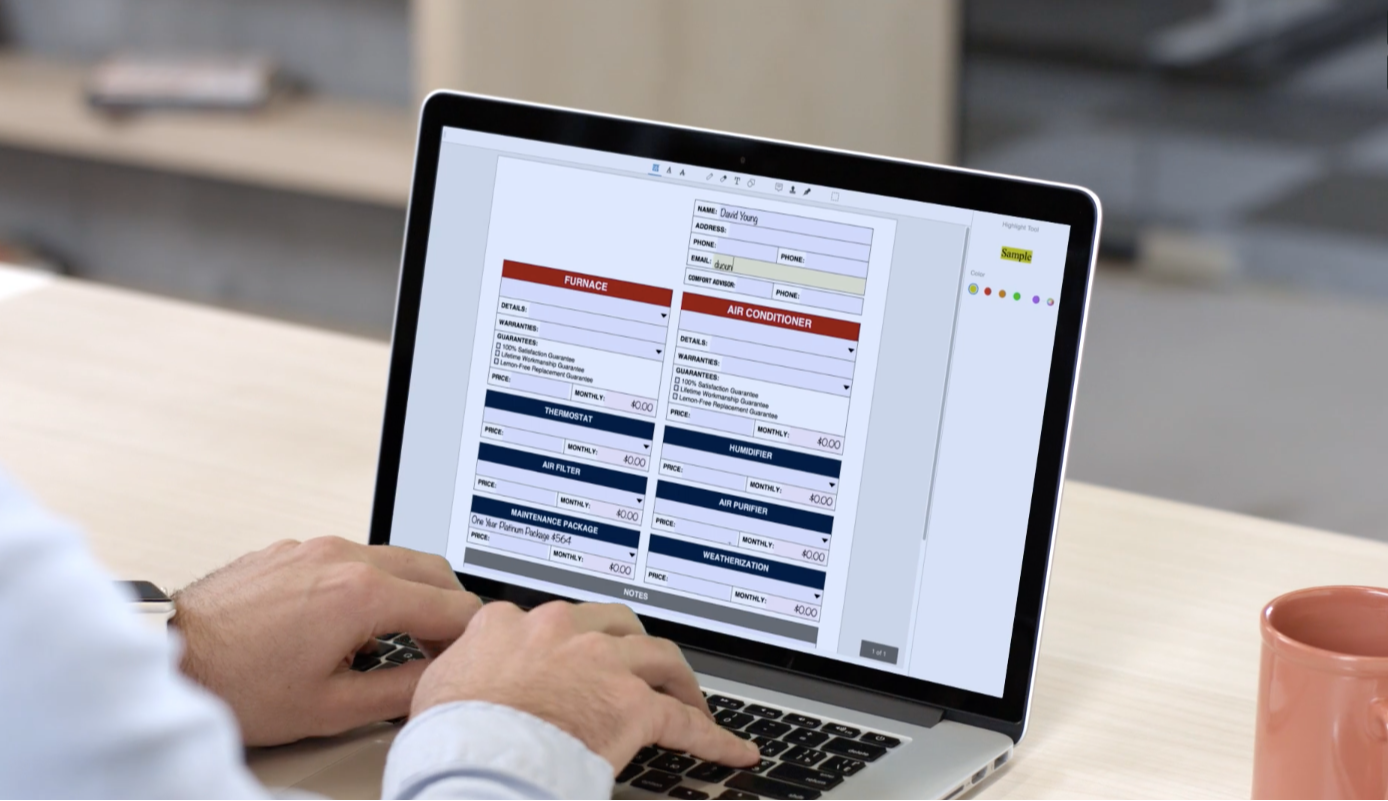 Highlight Tool
Sample
Color
NAME: David Young
ADDRESS:
PHONE: PHONE:
EMAIL:
COMFORT ADVISOR: PHONE:
FURNACE
DETAILS:
WARRANTIES:
GUARANTEES:
100% Satisfaction Guarantee
Lifetime Workmanship Guarantee
Lemon-Free Replacement Guarantee
PRICE: MONTHLY: $0.00
THERMOSTAT
PRICE: MONTHLY: $0.00
AIR FILTER
PRICE: MONTHLY: $0.00
MAINTENANCE PACKAGE
One Year Platinum Package $564
PRICE: MONTHLY: $0.00
AIR CONDITIONER
DETAILS:
WARRANTIES:
GUARANTEES:
100% Satisfaction Guarantee
Lifetime Workmanship Guarantee
Lemon-Free Replacement Guarantee
PRICE: MONTHLY: $0.00
HUMIDIFIER
PRICE: MONTHLY: $0.00
AIR PURIFIER
PRICE: MONTHLY: $0.00
WEATHERIZATION
PRICE: MONTHLY: $0.00
NOTES
1 of 1